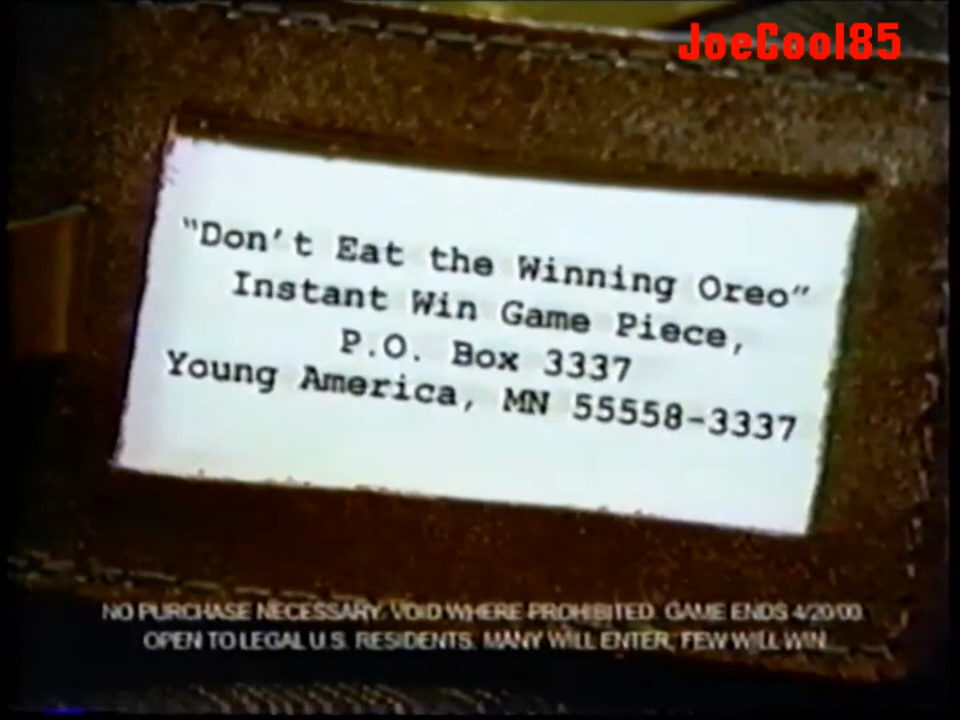 JoeCool85
“Don't Eat the Winning Oreo”
Instant Win Game Piece,
P.O. Box 3337
Young America, MN 55558-3337
NO PURCHASE NECESSARY. VOID WHERE PROHIBITED. GAME ENDS 4/20/00.
OPEN TO LEGAL U.S. RESIDENTS. MANY WILL ENTER, FEW WILL WIN.